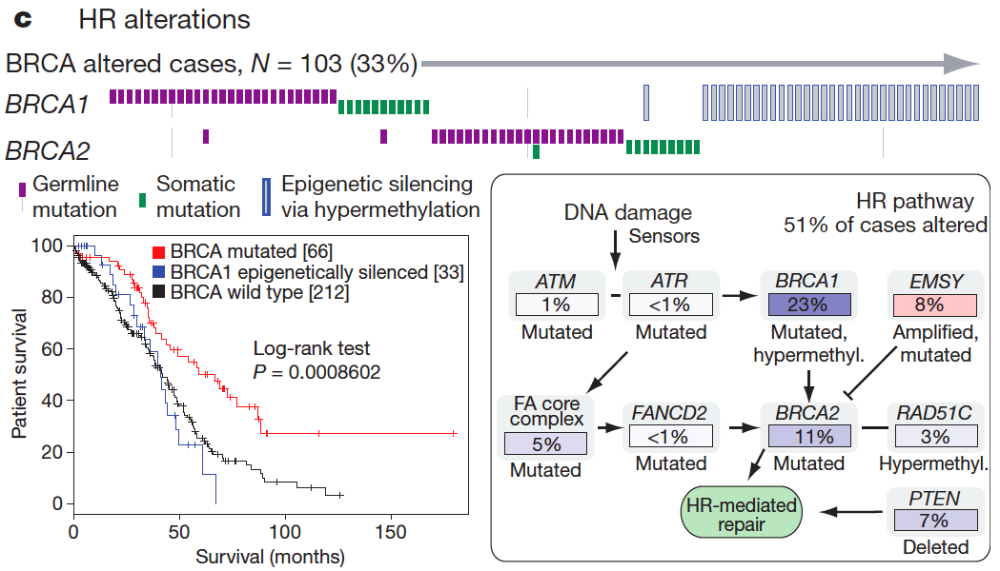 c HR alterations
BRCA altered cases, N = 103 (33%)
BRCA1
BRCA2
Germline mutation
Somatic mutation
Epigenetic silencing via hypermethylation
Patient survival
100
80
60
40
20
0
0 50 100 150
Survival (months)
BRCA mutated [66]
BRCA1 epigenetically silenced [33]
BRCA wild type [212]
Log-rank test
P = 0.0008602
HR pathway
51% of cases altered
DNA damage
Sensors
ATM
1%
Mutated
ATR
<1%
Mutated
BRCA1
23%
Mutated,
hypermethyl.
EMSY
8%
Amplified,
mutated
FA core
complex
5%
Mutated
FANCD2
<1%
Mutated
BRCA2
11%
Mutated
RAD51C
3%
Hypermethyl.
HR-mediated
repair
PTEN
7%
Deleted